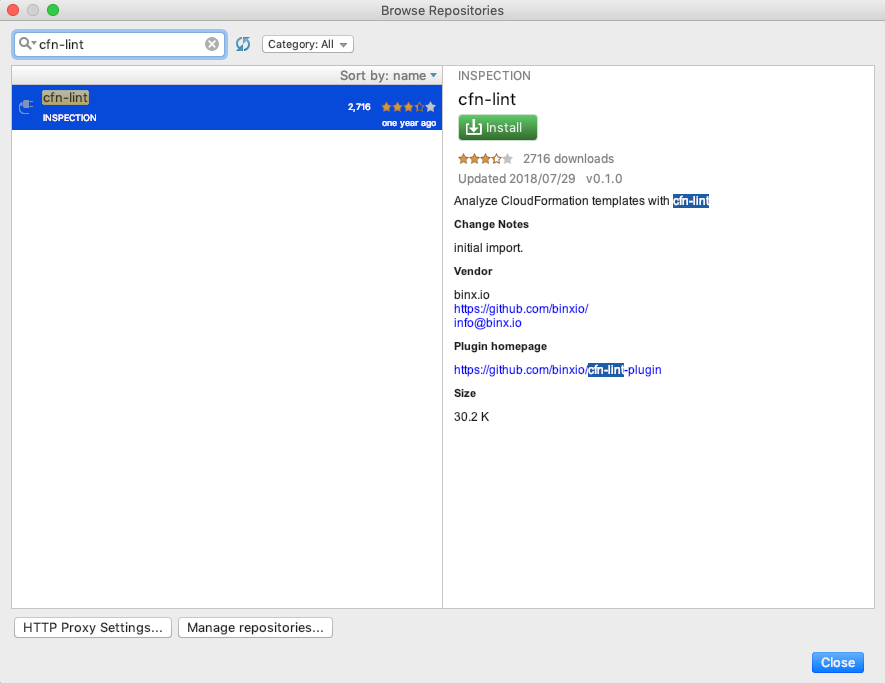 Browse Repositories
cfn-lint
Category: All
Sort by: name
cfn-lint
2,716
INSPECTION
one year ago
INSPECTION
cfn-lint
Install
2716 downloads
Updated 2018/07/29 v0.1.0
Analyze CloudFormation templates with cfn-lint
Change Notes
initial import.
Vendor
binx.io
https://github.com/binxio/
info@binx.io
Plugin homepage
https://github.com/binxio/cfn-lint-plugin
Size
30.2 K
HTTP Proxy Settings...
Manage repositories...
Close